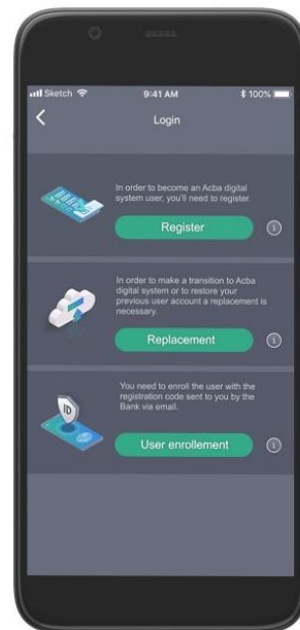 Sketch 9:41 AM 100%
Login
In order to become an Acba digital
system user, you'll need to register.
Register
In order to make a transition to Acba
digital system or to restore your
previous user account a replacement is
necessary.
Replacement
You need to enroll the user with the
registration code sent to you by the
Bank via email.
ID
User enrollement